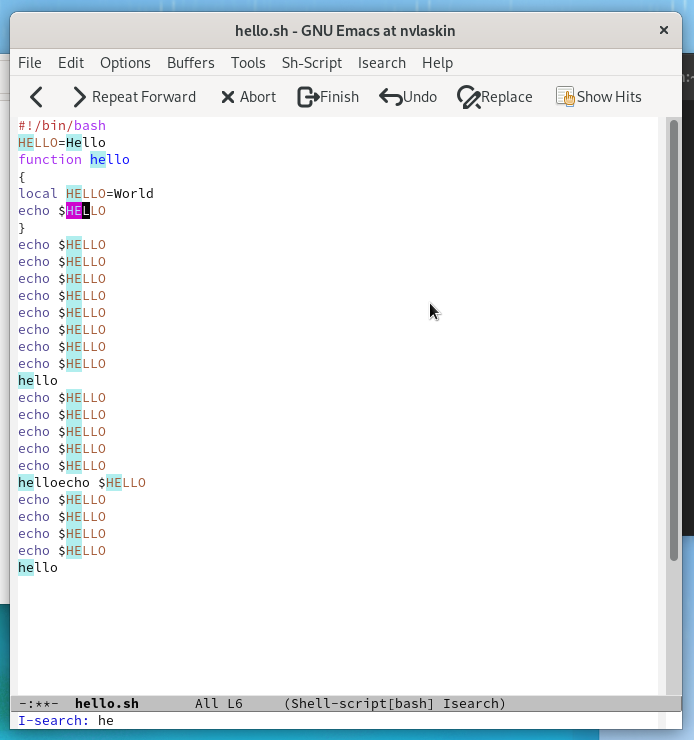 hello.sh - GNU Emacs at nvlaskin
File Edit Options Buffers Tools Sh-Script Isearch Help
Repeat Forward Abort Finish Undo Replace Show Hits
#!/bin/bash
HELLO=Hello
function hello
{
local HELLO=World
echo $HELLO
}
echo $HELLO
echo $HELLO
echo $HELLO
echo $HELLO
echo $HELLO
echo $HELLO
echo $HELLO
echo $HELLO
hello
echo $HELLO
echo $HELLO
echo $HELLO
echo $HELLO
echo $HELLO
helloecho $HELLO
echo $HELLO
echo $HELLO
echo $HELLO
echo $HELLO
hello
-:**- hello.sh All L6 (Shell-script[bash] Isearch)
I-search: he